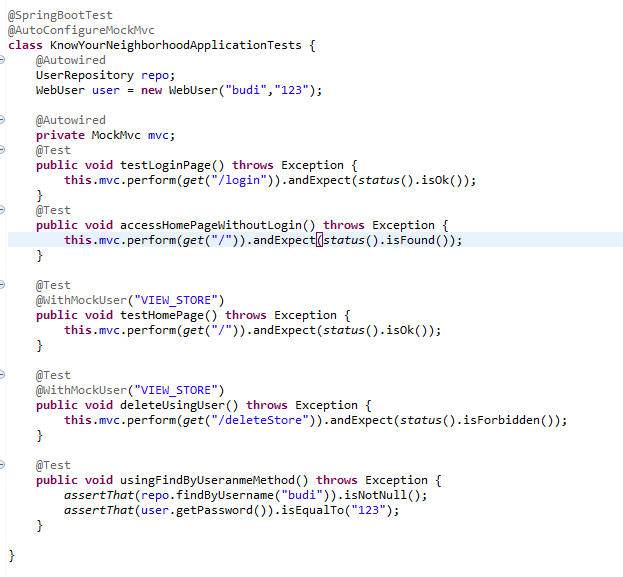 @SpringBootTest
@AutoConfigureMockMvc
class KnowYourNeighborhoodApplicationTests {
    @Autowired
    UserRepository repo;
    WebUser user = new WebUser("budi","123");
    @Autowired
    private MockMvc mvc;
    @Test
    public void testLoginPage() throws Exception {
        this.mvc.perform(get("/login")).andExpect(status().isOk());
    }
    @Test
    public void accessHomePageWithoutLogin() throws Exception {
        this.mvc.perform(get("/")).andExpect(status().isFound());
    }
    @Test
    @WithMockUser("VIEW_STORE")
    public void testHomePage() throws Exception {
        this.mvc.perform(get("/")).andExpect(status().isOk());
    }
    @Test
    @WithMockUser("VIEW_STORE")
    public void deleteUsingUser() throws Exception {
        this.mvc.perform(get("/deleteStore")).andExpect(status().isForbidden());
    }
    @Test
    public void usingFindByUseranmeMethod() throws Exception {
        assertThat(repo.findByUsername("budi")).isNotNull();
        assertThat(user.getPassword()).isEqualTo("123");
    }
}